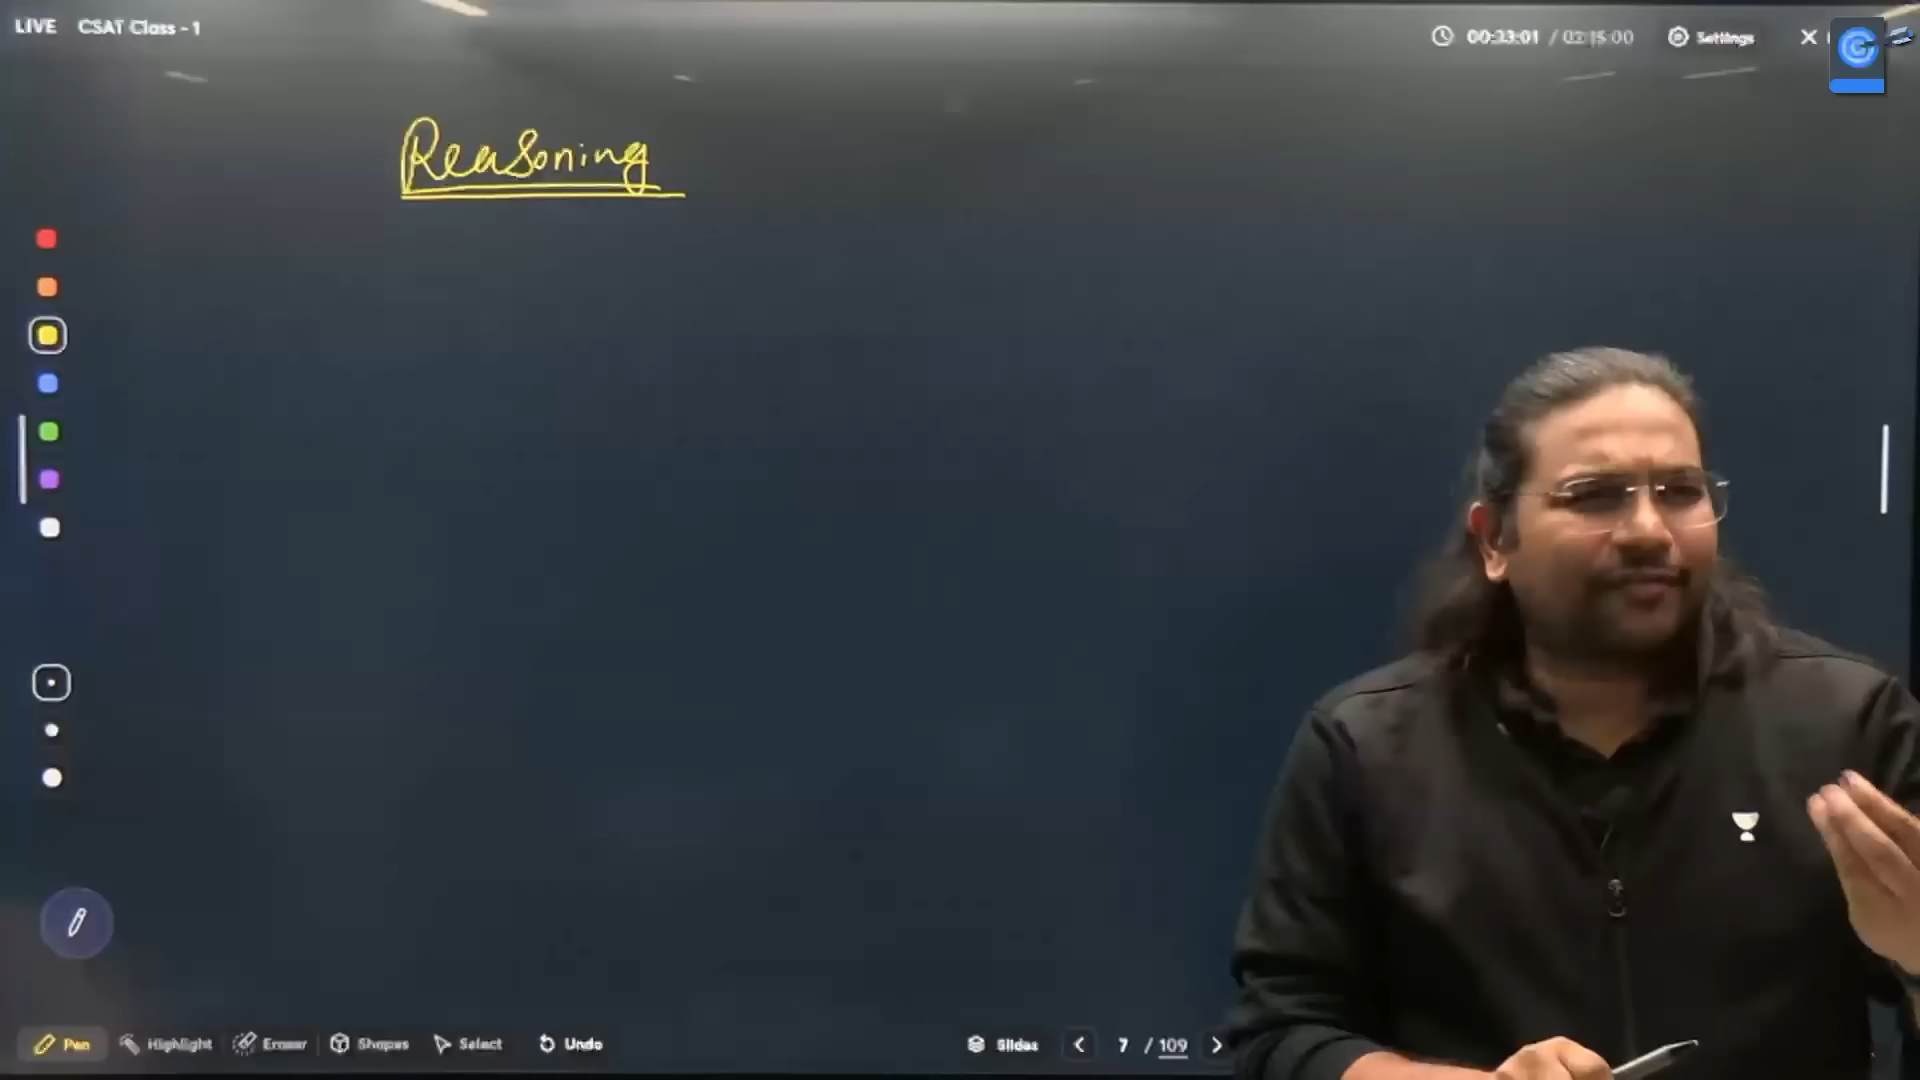 LIVE CSAT Class - 1
00:33:01 / 02:15:00 Settings
Reasoning
Pen Highlight Eraser Shapes Select Undo
Slides 7 / 109